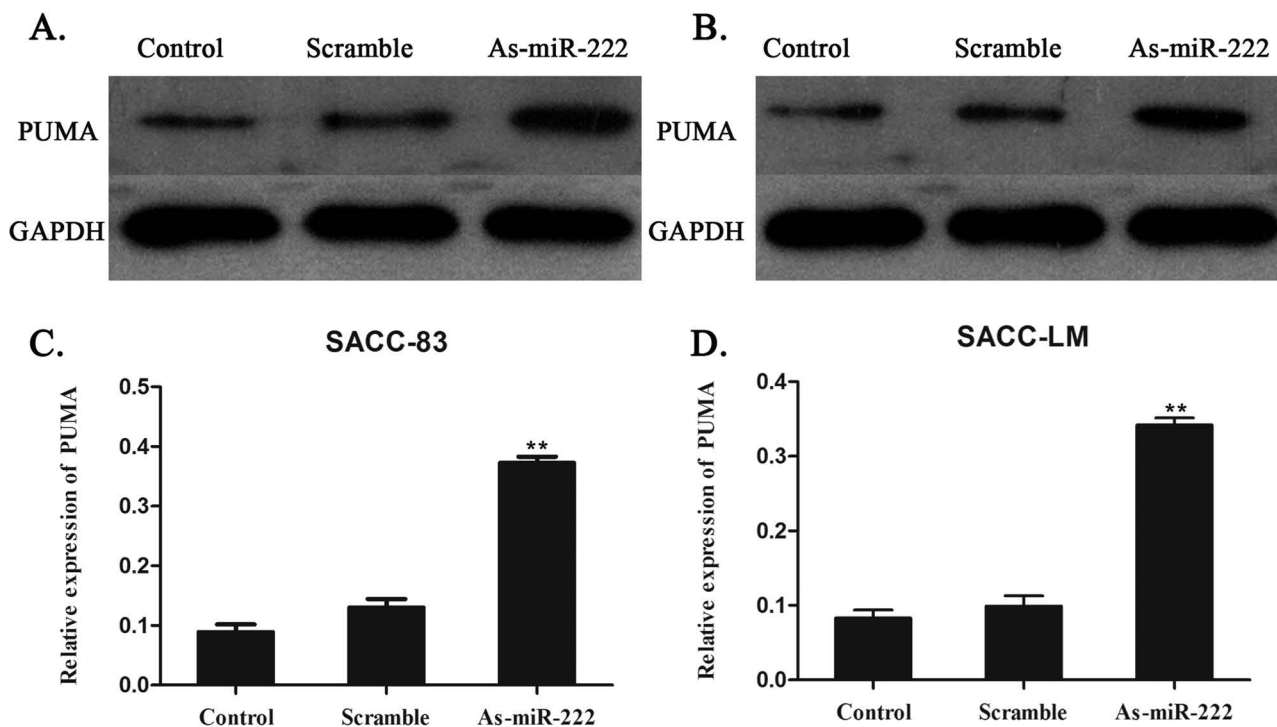 A.
Control Scramble As-miR-222
PUMA
GAPDH
B.
Control Scramble As-miR-222
PUMA
GAPDH
C.
SACC-83
Relative expression of PUMA
0.5
0.4
0.3
0.2
0.1
0.0
**
Control Scramble As-miR-222
D.
SACC-LM
Relative expression of PUMA
0.4
0.3
0.2
0.1
0.0
**
Control Scramble As-miR-222